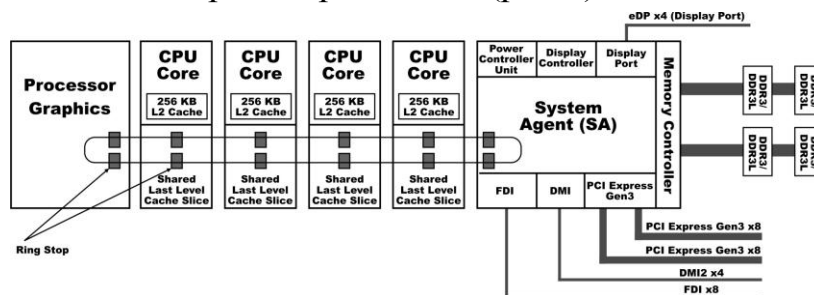 eDP x4 (Display Port)
Processor
Graphics
CPU
Core
256 KB
L2 Cache
Shared
Last Level
Cache Slice
CPU
Core
256 KB
L2 Cache
Shared
Last Level
Cache Slice
CPU
Core
256 KB
L2 Cache
Shared
Last Level
Cache Slice
CPU
Core
256 KB
L2 Cache
Shared
Last Level
Cache Slice
Power
Controller
Unit
Display
Controller
Display
Port
System
Agent (SA)
FDI
DMI
PCI Express
Gen3
Memory Controller
DDR3/
DDR3L
DDR3/
DDR3L
DDR3/
DDR3L
DDR3/
DDR3L
Ring Stop
PCI Express Gen3 x8
PCI Express Gen3 x8
DMI2 x4
FDI x8